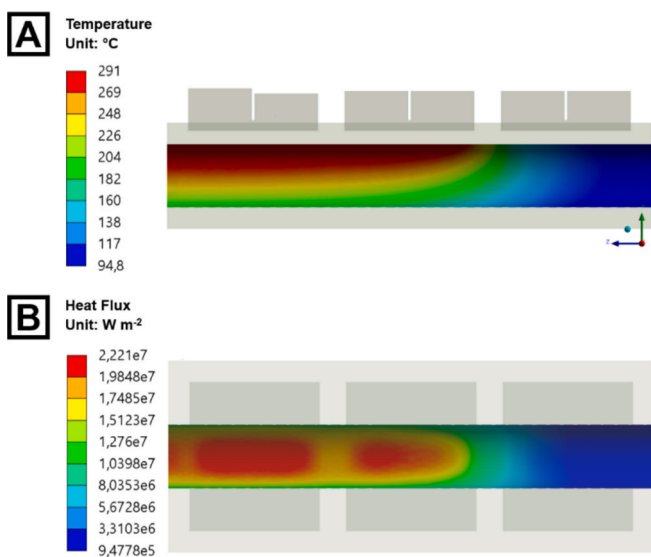 A
Temperature
Unit: °C
291
269
248
226
204
182
160
138
117
94,8
z
B
Heat Flux
Unit: W m-2
2,221e7
1,9848e7
1,7485e7
1,5123e7
1,276e7
1,0398e7
8,0353e6
5,6728e6
3,3103e6
9,4778e5